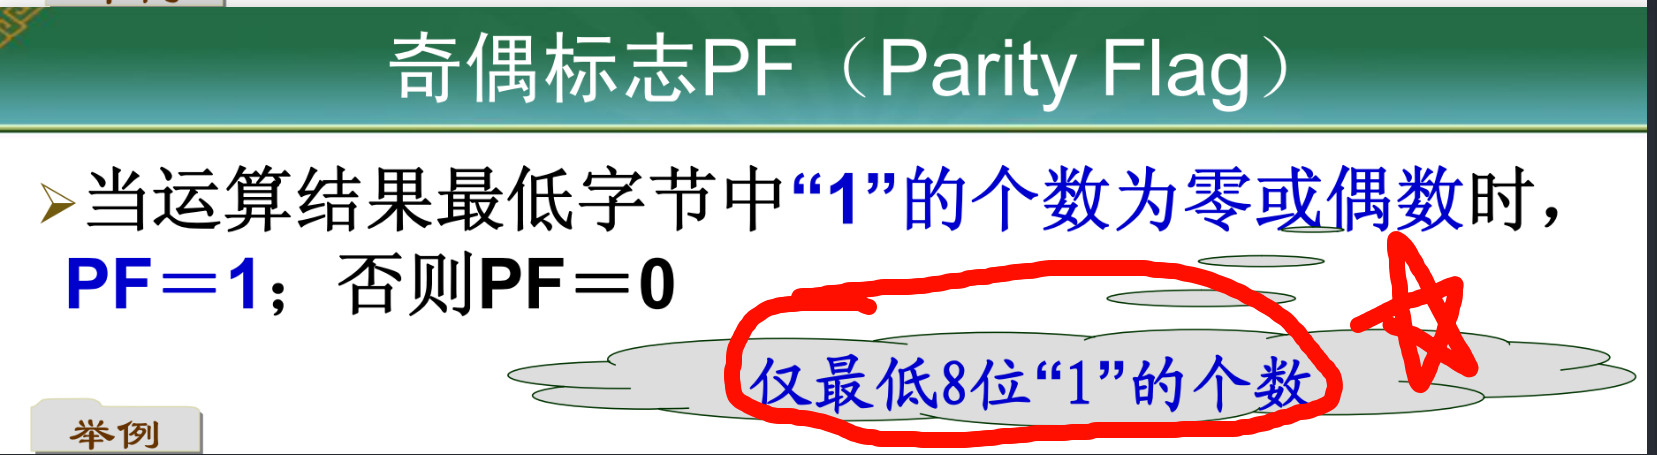 奇偶标志PF（Parity Flag）
当运算结果最低字节中“1”的个数为零或偶数时，
PF＝1；否则PF＝0
仅最低8位“1”的个数
举例